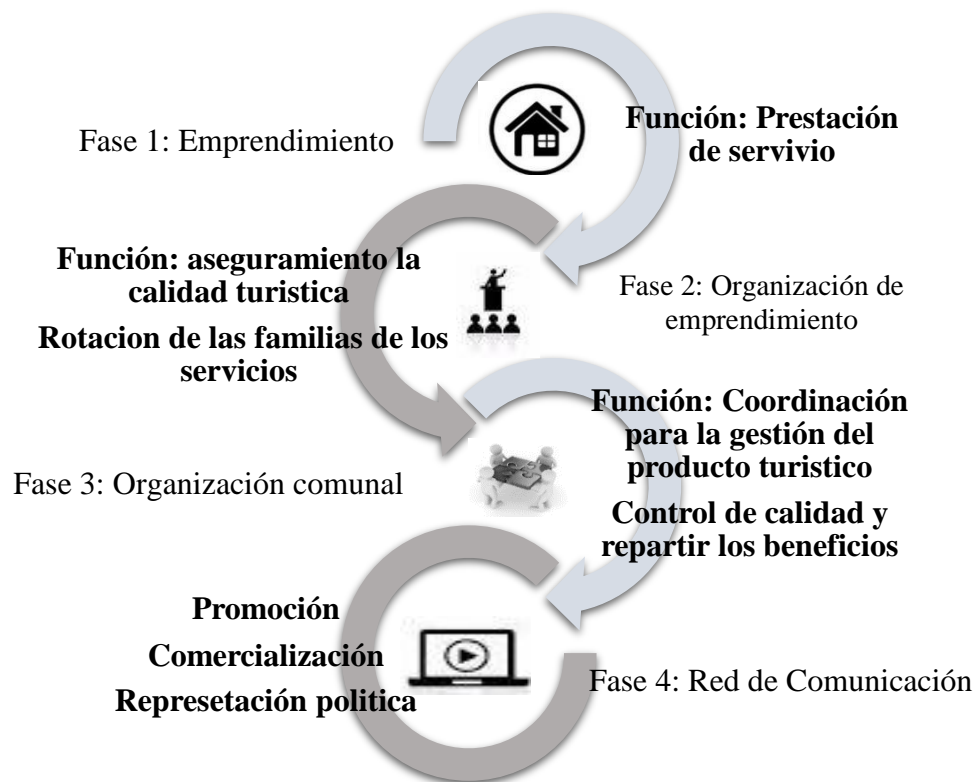 Fase 1: Emprendimiento
Función: Prestación
de servivio
Función: aseguramiento la
calidad turistica
Rotacion de las familias de los
servicios
Fase 2: Organización de
emprendimiento
Fase 3: Organización comunal
Función: Coordinación
para la gestión del
producto turistico
Control de calidad y
repartir los beneficios
Promoción
Comercialización
Represetación politica
Fase 4: Red de Comunicación